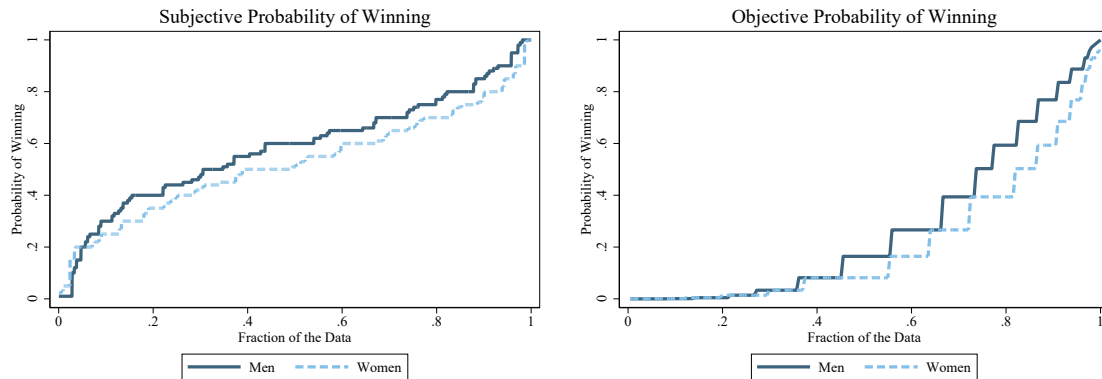 Subjective Probability of Winning
Probability of Winning
1
.8
.6
.4
.2
0
0 .2 .4 .6 .8 1
Fraction of the Data
Men Women
Objective Probability of Winning
Probability of Winning
1
.8
.6
.4
.2
0
0 .2 .4 .6 .8 1
Fraction of the Data
Men Women